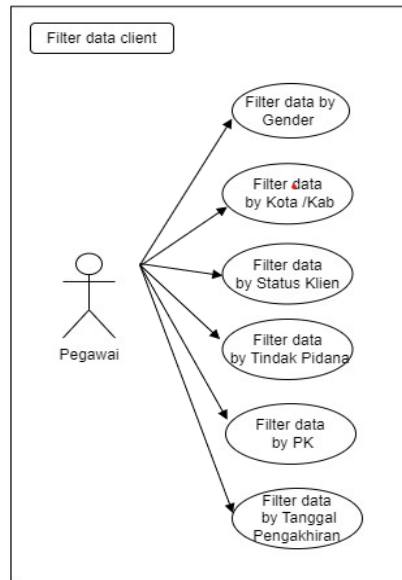 Filter data client
Filter data by
Gender
Filter data
by Kota /Kab
Filter data
by Status Klien
Filter data
by Tindak Pidana
Pegawai
Filter data
by PK
Filter data
by Tanggal
Pengakhiran